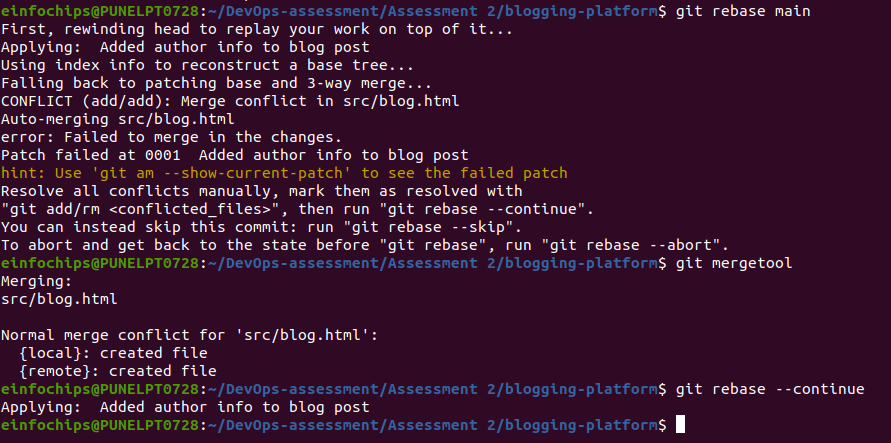 einfochips@PUNELPT0728:~/DevOps-assessment/Assessment 2/blogging-platform$ git rebase main
First, rewinding head to replay your work on top of it...
Applying:  Added author info to blog post
Using index info to reconstruct a base tree...
Falling back to patching base and 3-way merge...
CONFLICT (add/add): Merge conflict in src/blog.html
Auto-merging src/blog.html
error: Failed to merge in the changes.
Patch failed at 0001  Added author info to blog post
hint: Use 'git am --show-current-patch' to see the failed patch
Resolve all conflicts manually, mark them as resolved with
"git add/rm <conflicted_files>", then run "git rebase --continue".
You can instead skip this commit: run "git rebase --skip".
To abort and get back to the state before "git rebase", run "git rebase --abort".
einfochips@PUNELPT0728:~/DevOps-assessment/Assessment 2/blogging-platform$ git mergetool
Merging:
src/blog.html

Normal merge conflict for 'src/blog.html':
  {local}: created file
  {remote}: created file
einfochips@PUNELPT0728:~/DevOps-assessment/Assessment 2/blogging-platform$ git rebase --continue
Applying:  Added author info to blog post
einfochips@PUNELPT0728:~/DevOps-assessment/Assessment 2/blogging-platform$